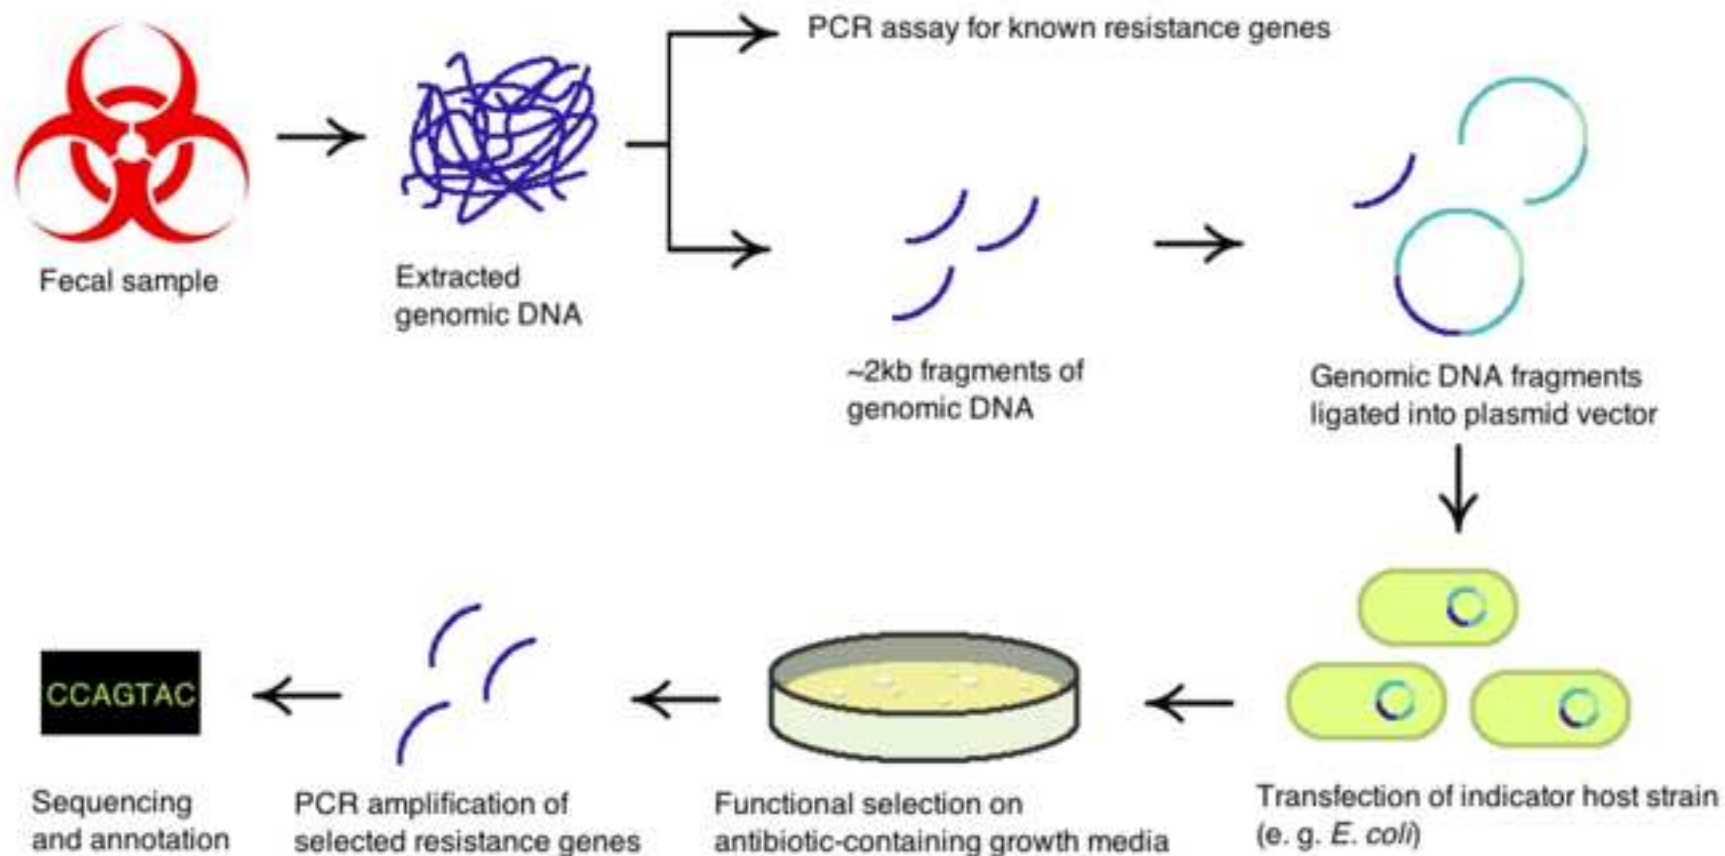 PCR assay for known resistance genes
Fecal sample
Extracted
genomic DNA
~2kb fragments of
genomic DNA
Genomic DNA fragments
ligated into plasmid vector
CCAGTAC
Sequencing
and annotation
PCR amplification of
selected resistance genes
Functional selection on
antibiotic-containing growth media
Transfection of indicator host strain
(e. g. E. coli)